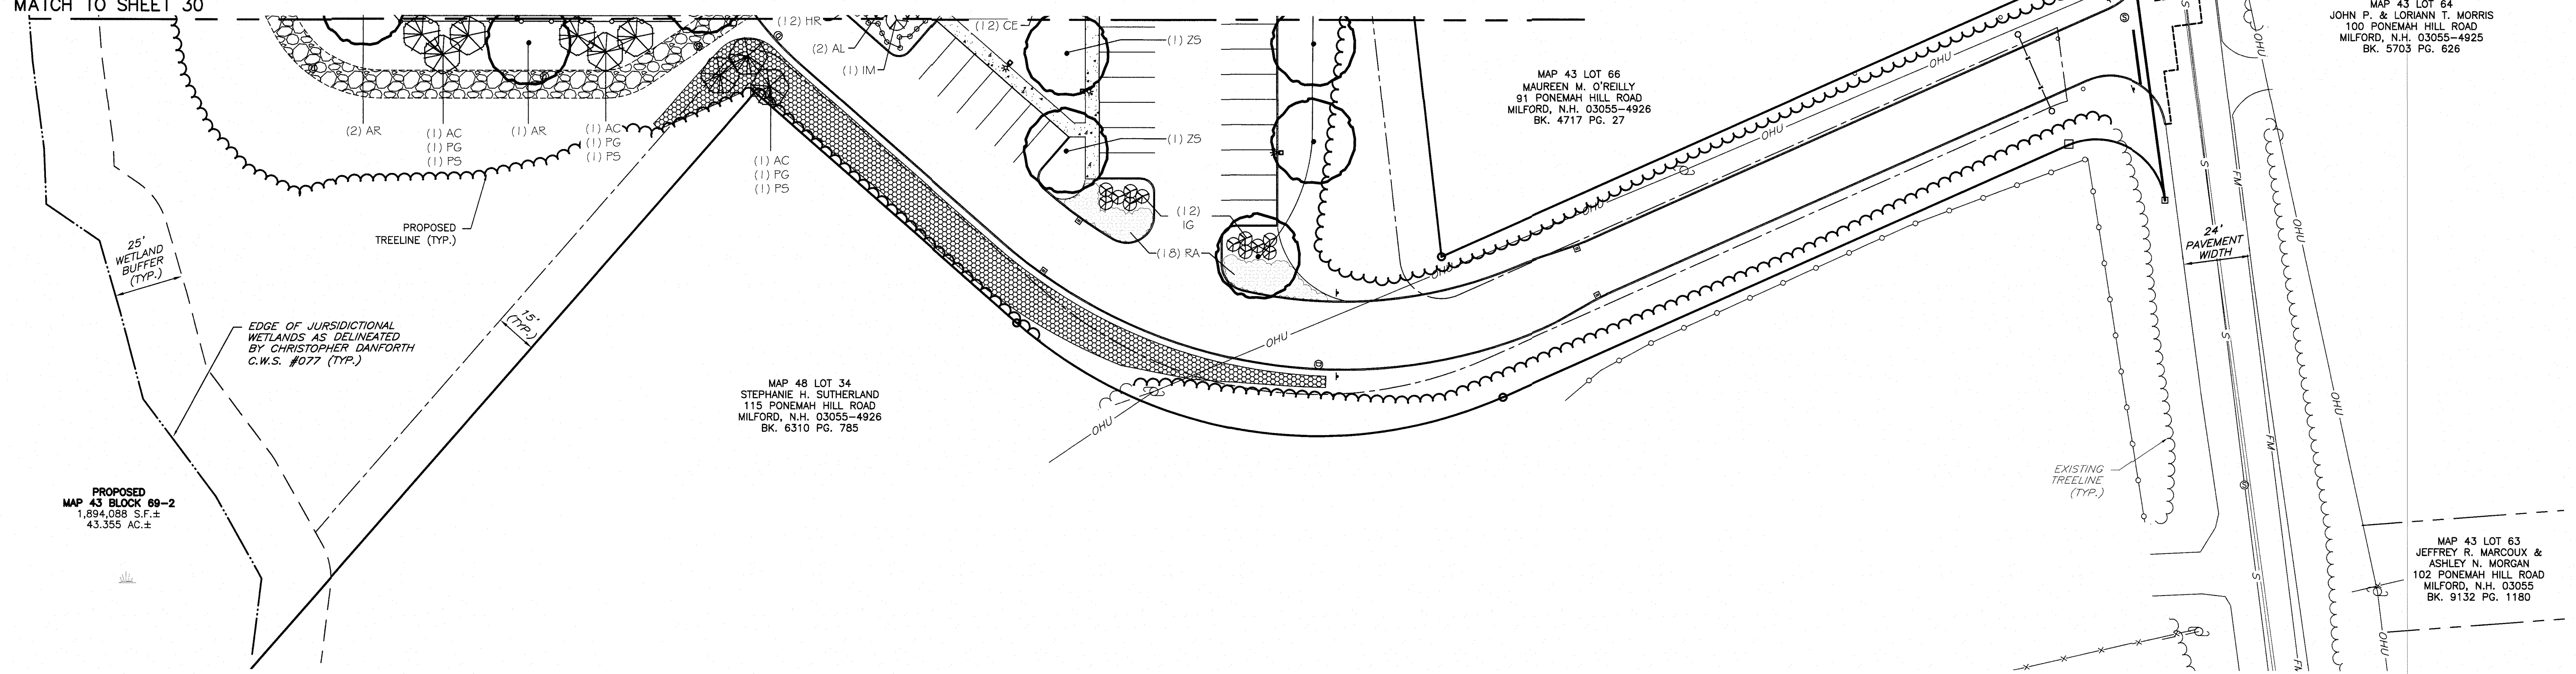 MATCH TO SHEET 30
(12) HR
(2) AL
(1) IM
(12) CE
(1) ZS
(1) ZS
(2) AR
(1) AC
(1) PG
(1) PS
(1) AR
(1) AC
(1) PG
(1) PS
(1) AC
(1) PG
(1) PS
(12)
IG
(18) RA
PROPOSED
TREELINE (TYP.)
25'
WETLAND
BUFFER
(TYP.)
15'
(TYP.)
EDGE OF JURSIDICTIONAL
WETLANDS AS DELINEATED
BY CHRISTOPHER DANFORTH
C.W.S. #077 (TYP.)
PROPOSED
MAP 43 BLOCK 69-2
1,894,088 S.F.±
43.355 AC.±
MAP 48 LOT 34
STEPHANIE H. SUTHERLAND
115 PONEMAH HILL ROAD
MILFORD, N.H. 03055-4926
BK. 6310 PG. 785
MAP 43 LOT 66
MAUREEN M. O'REILLY
91 PONEMAH HILL ROAD
MILFORD, N.H. 03055-4926
BK. 4717 PG. 27
OHU
OHU
OHU
OHU
OHU
OHU
24'
PAVEMENT
WIDTH
EXISTING
TREELINE
(TYP.)
S
S
S
S
FM
FM
OHU
OHU
OHU
OHU
MAP 43 LOT 64
JOHN P. & LORIANN T. MORRIS
100 PONEMAH HILL ROAD
MILFORD, N.H. 03055-4925
BK. 5703 PG. 626
MAP 43 LOT 63
JEFFREY R. MARCOUX &
ASHLEY N. MORGAN
102 PONEMAH HILL ROAD
MILFORD, N.H. 03055
BK. 9132 PG. 1180